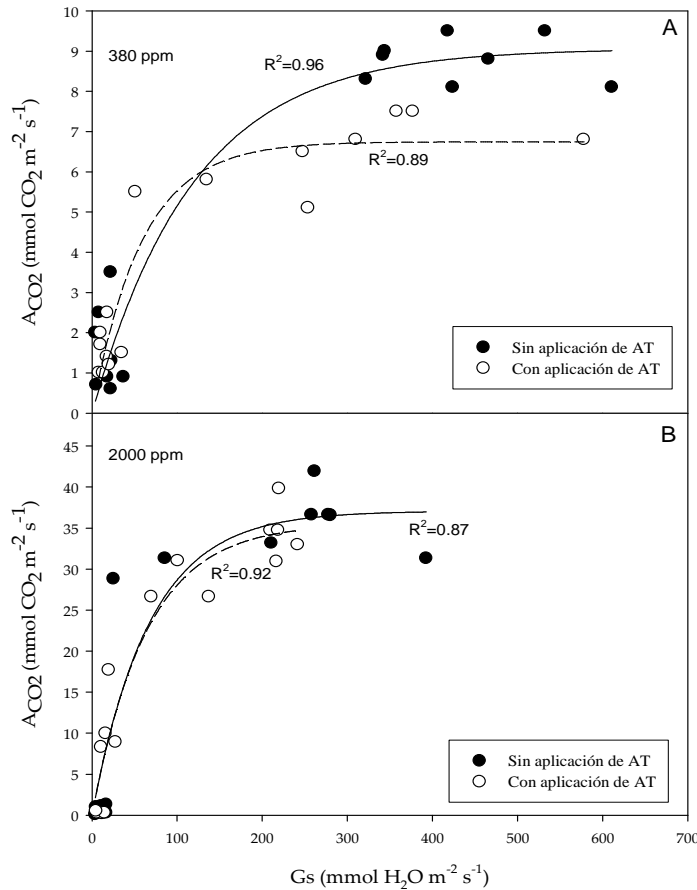 A
380 ppm
R²=0.96
R²=0.89
A_CO2 (mmol CO₂ m⁻² s⁻¹)
10
9
8
7
6
5
4
3
2
1
0
Sin aplicación de AT
Con aplicación de AT
B
2000 ppm
R²=0.87
R²=0.92
A_CO2 (mmol CO₂ m⁻² s⁻¹)
45
40
35
30
25
20
15
10
5
0
Sin aplicación de AT
Con aplicación de AT
0 100 200 300 400 500 600 700
Gs (mmol H₂O m⁻² s⁻¹)